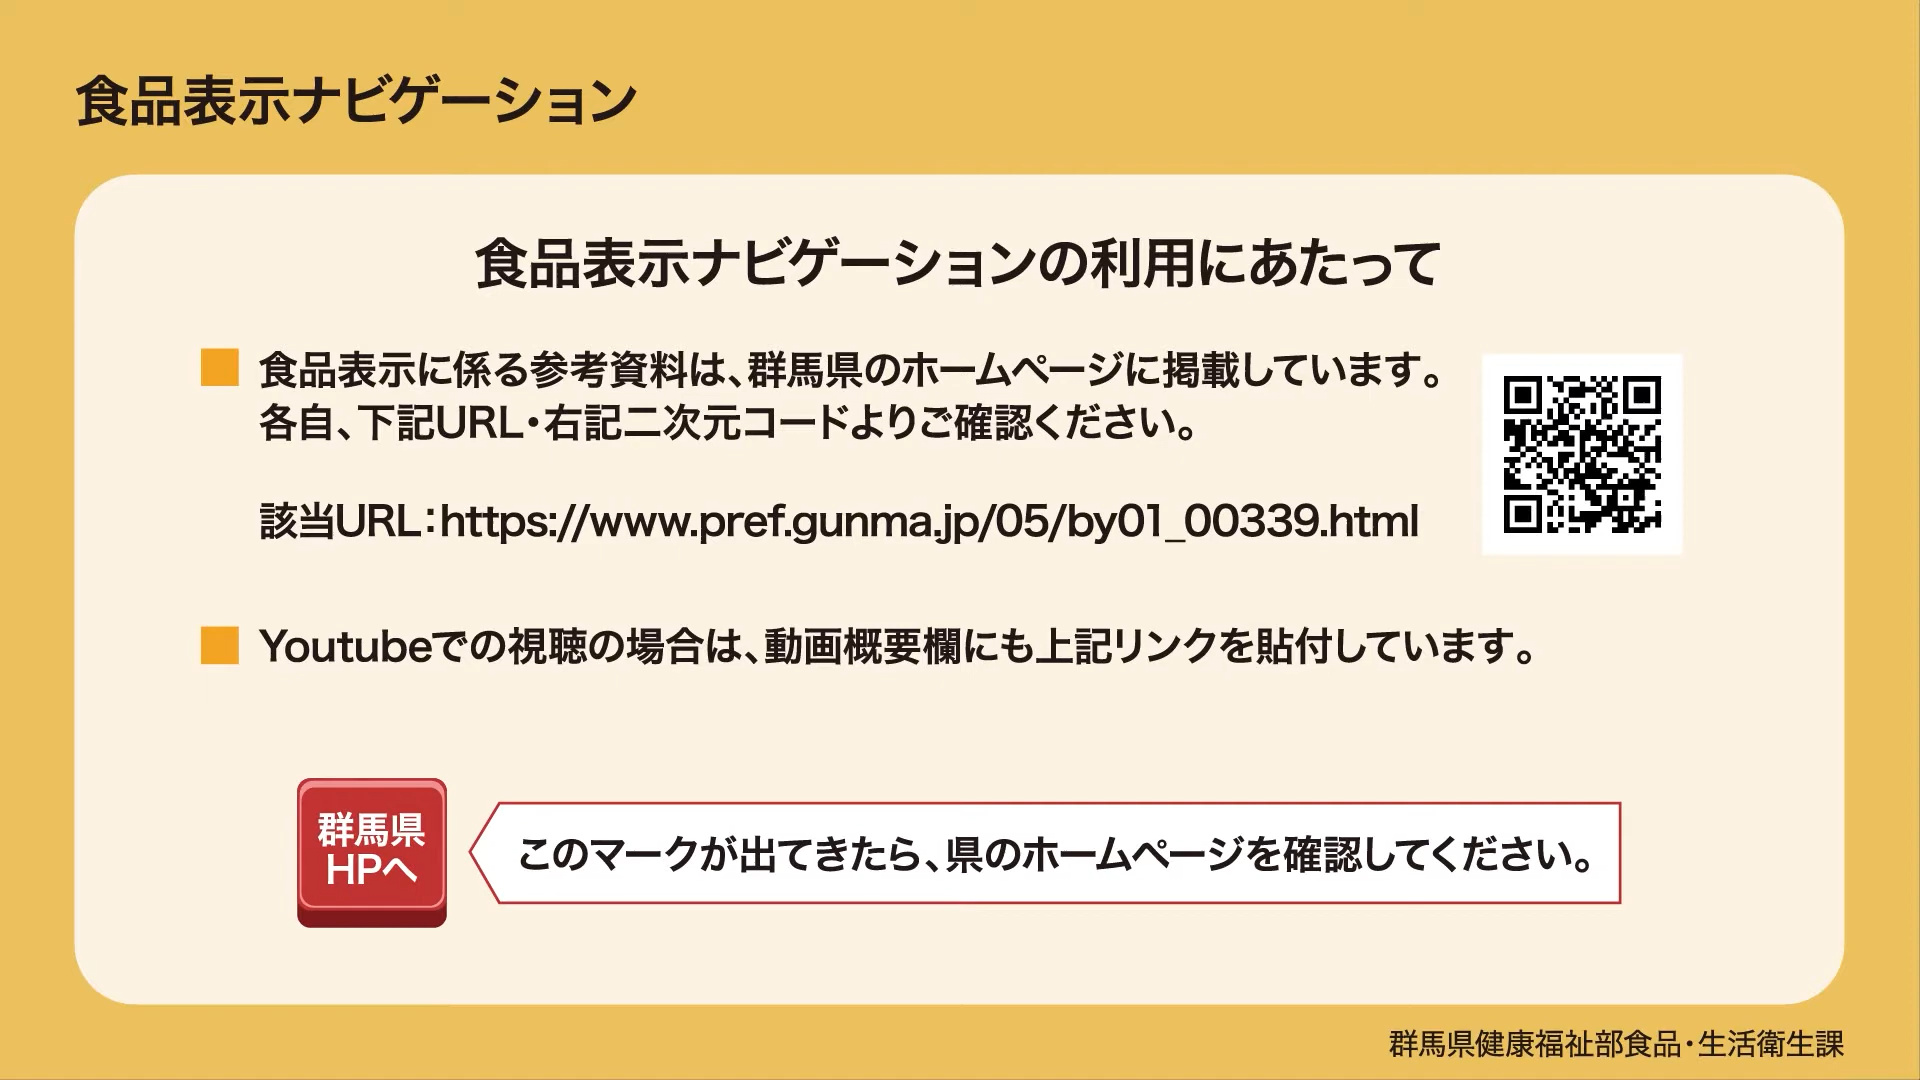 食品表示ナビゲーション
食品表示ナビゲーションの利用にあたって
食品表示に係る参考資料は、群馬県のホームページに掲載しています。
各自、下記URL・右記二次元コードよりご確認ください。
該当URL：https://www.pref.gunma.jp/05/by01_00339.html
Youtubeでの視聴の場合は、動画概要欄にも上記リンクを貼付しています。
群馬県
HPへ
このマークが出てきたら、県のホームページを確認してください。
群馬県健康福祉部食品・生活衛生課